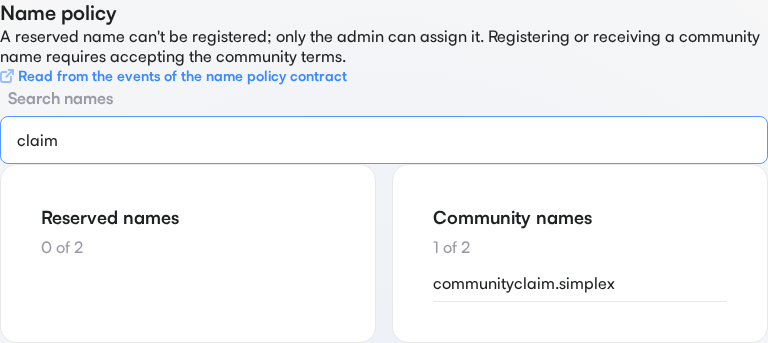 Name policy
A reserved name can't be registered; only the admin can assign it. Registering or receiving a community
name requires accepting the community terms.
Read from the events of the name policy contract
Search names
claim
Reserved names
0 of 2
Community names
1 of 2
communityclaim.simplex